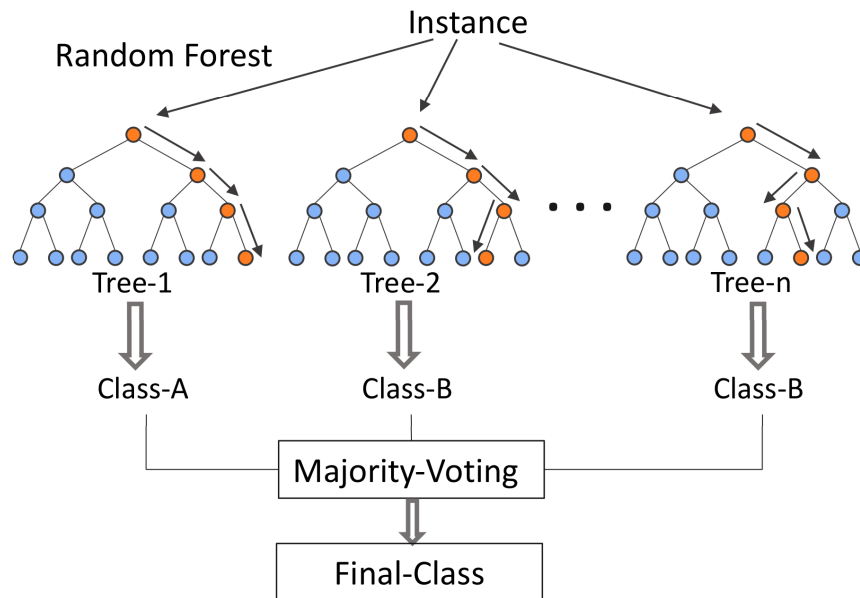 Instance
Random Forest
Tree-1
Tree-2
Tree-n
Class-A
Class-B
Class-B
Majority-Voting
Final-Class